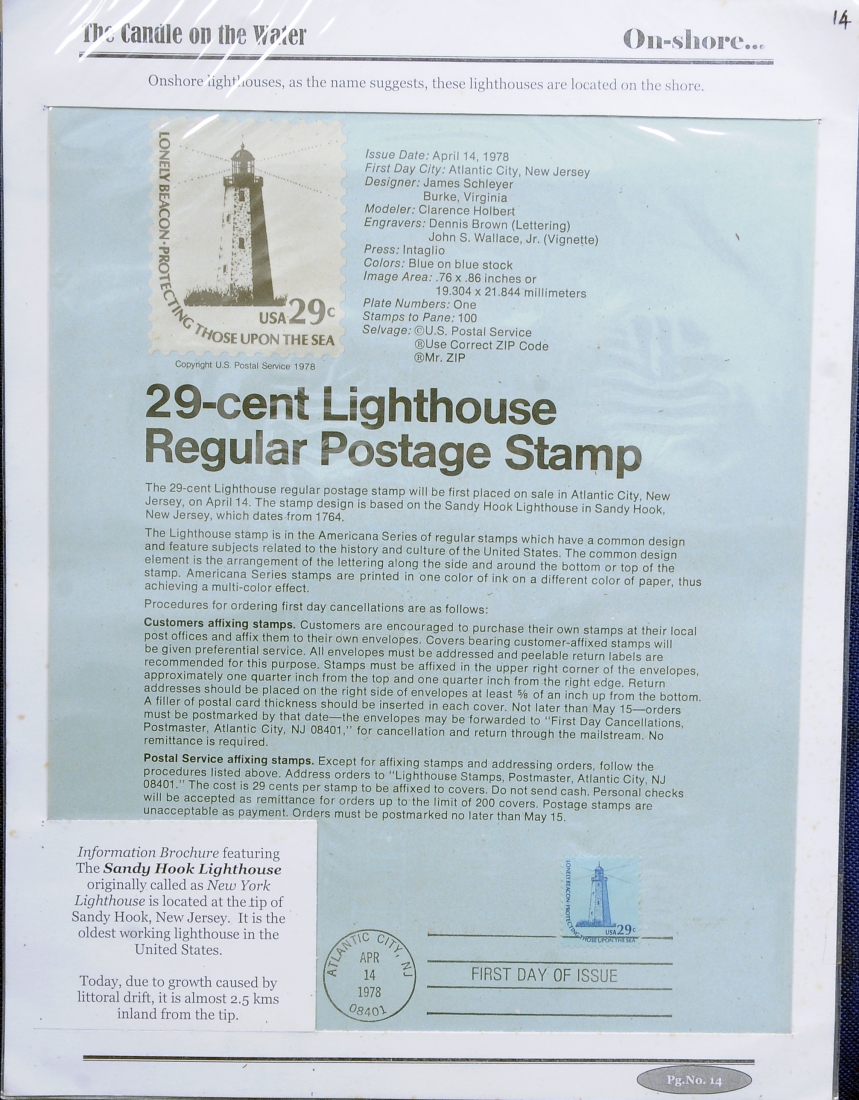 The Candle on the Water
On-shore...
14
Onshore lighthouses, as the name suggests, these lighthouses are located on the shore.
LONELY BEACON·PROTECTING THOSE UPON THE SEA
USA 29c
Copyright U.S. Postal Service 1978
Issue Date: April 14, 1978
First Day City: Atlantic City, New Jersey
Designer: James Schleyer
Burke, Virginia
Modeler: Clarence Holbert
Engravers: Dennis Brown (Lettering)
John S. Wallace, Jr. (Vignette)
Press: Intaglio
Colors: Blue on blue stock
Image Area: .76 x .86 inches or
19.304 x 21.844 millimeters
Plate Numbers: One
Stamps to Pane: 100
Selvage: ©U.S. Postal Service
®Use Correct ZIP Code
®Mr. ZIP
29-cent Lighthouse
Regular Postage Stamp
The 29-cent Lighthouse regular postage stamp will be first placed on sale in Atlantic City, New
Jersey, on April 14. The stamp design is based on the Sandy Hook Lighthouse in Sandy Hook,
New Jersey, which dates from 1764.
The Lighthouse stamp is in the Americana Series of regular stamps which have a common design
and feature subjects related to the history and culture of the United States. The common design
element is the arrangement of the lettering along the side and around the bottom or top of the
stamp. Americana Series stamps are printed in one color of ink on a different color of paper, thus
achieving a multi-color effect.
Procedures for ordering first day cancellations are as follows:
Customers affixing stamps. Customers are encouraged to purchase their own stamps at their local
post offices and affix them to their own envelopes. Covers bearing customer-affixed stamps will
be given preferential service. All envelopes must be addressed and peelable return labels are
recommended for this purpose. Stamps must be affixed in the upper right corner of the envelopes,
approximately one quarter inch from the top and one quarter inch from the right edge. Return
addresses should be placed on the right side of envelopes at least ⅝ of an inch up from the bottom.
A filler of postal card thickness should be inserted in each cover. Not later than May 15—orders
must be postmarked by that date—the envelopes may be forwarded to "First Day Cancellations,
Postmaster, Atlantic City, NJ 08401," for cancellation and return through the mailstream. No
remittance is required.
Postal Service affixing stamps. Except for affixing stamps and addressing orders, follow the
procedures listed above. Address orders to "Lighthouse Stamps, Postmaster, Atlantic City, NJ
08401." The cost is 29 cents per stamp to be affixed to covers. Do not send cash. Personal checks
will be accepted as remittance for orders up to the limit of 200 covers. Postage stamps are
unacceptable as payment. Orders must be postmarked no later than May 15.
Information Brochure featuring
The Sandy Hook Lighthouse
originally called as New York
Lighthouse is located at the tip of
Sandy Hook, New Jersey. It is the
oldest working lighthouse in the
United States.
Today, due to growth caused by
littoral drift, it is almost 2.5 kms
inland from the tip.
LONELY BEACON·PROTECTING THOSE UPON THE SEA
USA 29c
ATLANTIC CITY, NJ
APR
14
1978
08401
FIRST DAY OF ISSUE
Pg.No. 14